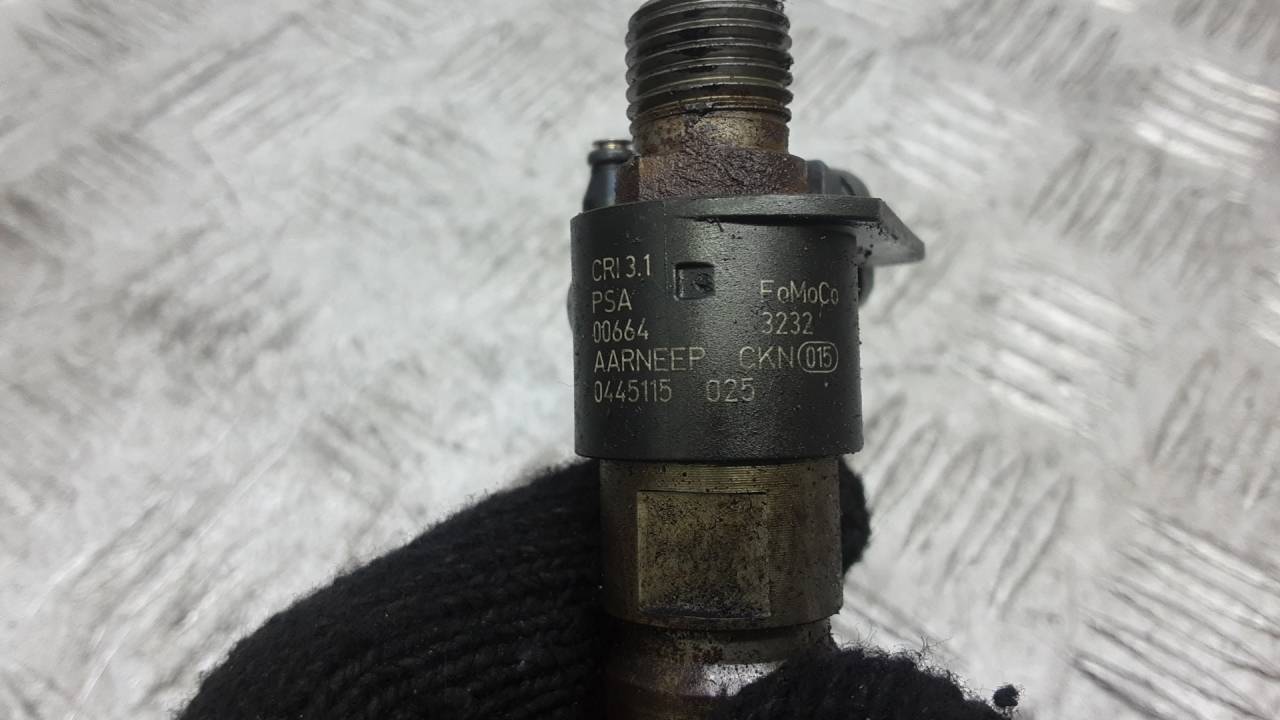 CRI 3.1
PSA FoMoCo
00664 3232
AARNEEP CKN 015
0445115 025